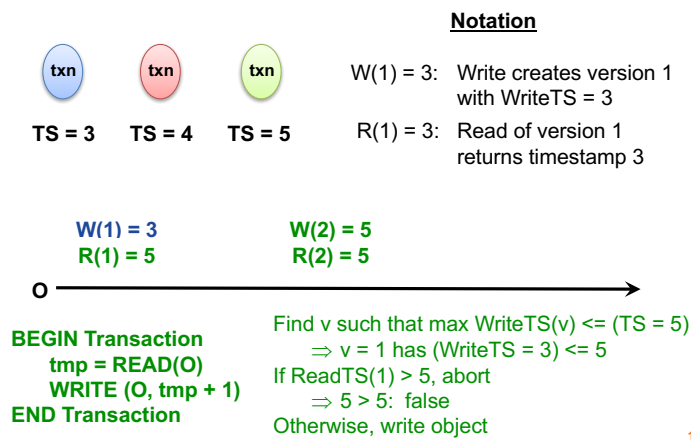 Notation
txn txn txn
TS = 3 TS = 4 TS = 5
W(1) = 3: Write creates version 1
with WriteTS = 3
R(1) = 3: Read of version 1
returns timestamp 3
W(1) = 3 W(2) = 5
R(1) = 5 R(2) = 5
O
BEGIN Transaction
tmp = READ(O)
WRITE (O, tmp + 1)
END Transaction
Find v such that max WriteTS(v) <= (TS = 5)
⇒ v = 1 has (WriteTS = 3) <= 5
If ReadTS(1) > 5, abort
⇒ 5 > 5: false
Otherwise, write object